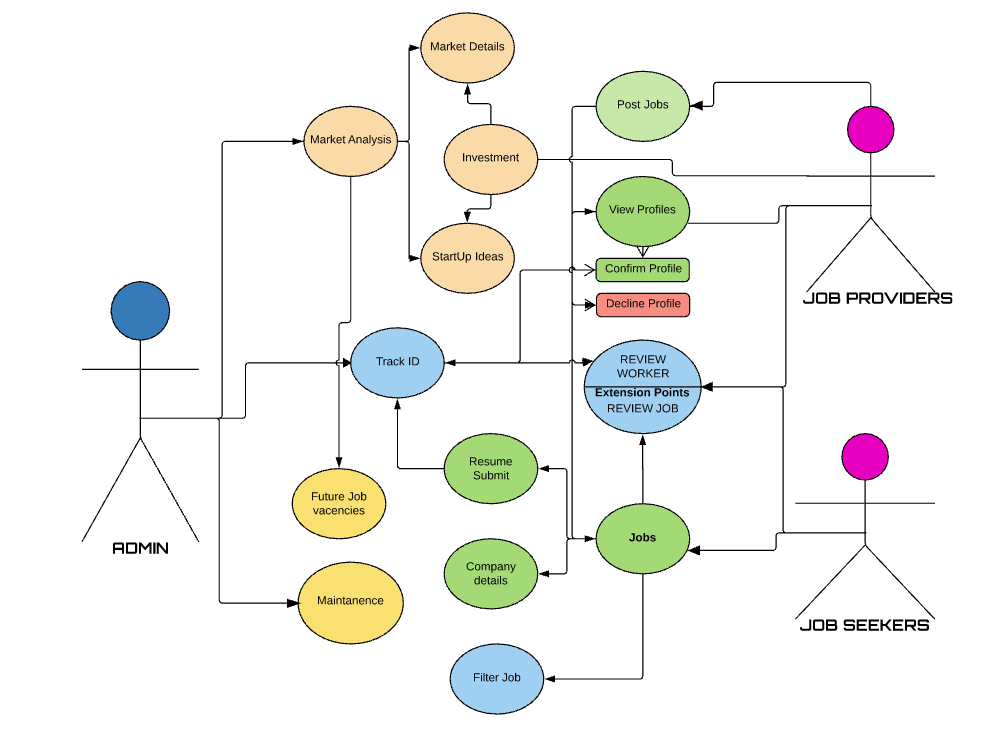 Market Details
Post Jobs
Market Analysis
Investment
View Profiles
StartUp Ideas
Confirm Profile
JOB PROVIDERS
Decline Profile
Track ID
REVIEW
WORKER
Extension Points
REVIEW JOB
Resume
Submit
Future Job
vacencies
Jobs
ADMIN
Company
details
Maintanence
JOB SEEKERS
Filter Job